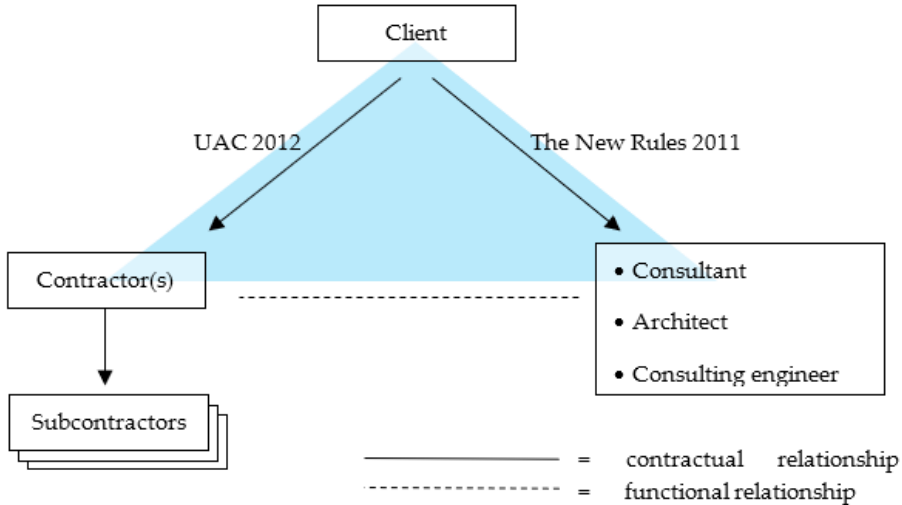 Client
UAC 2012
The New Rules 2011
Contractor(s)
• Consultant
• Architect
• Consulting engineer
Subcontractors
= contractual relationship
= functional relationship